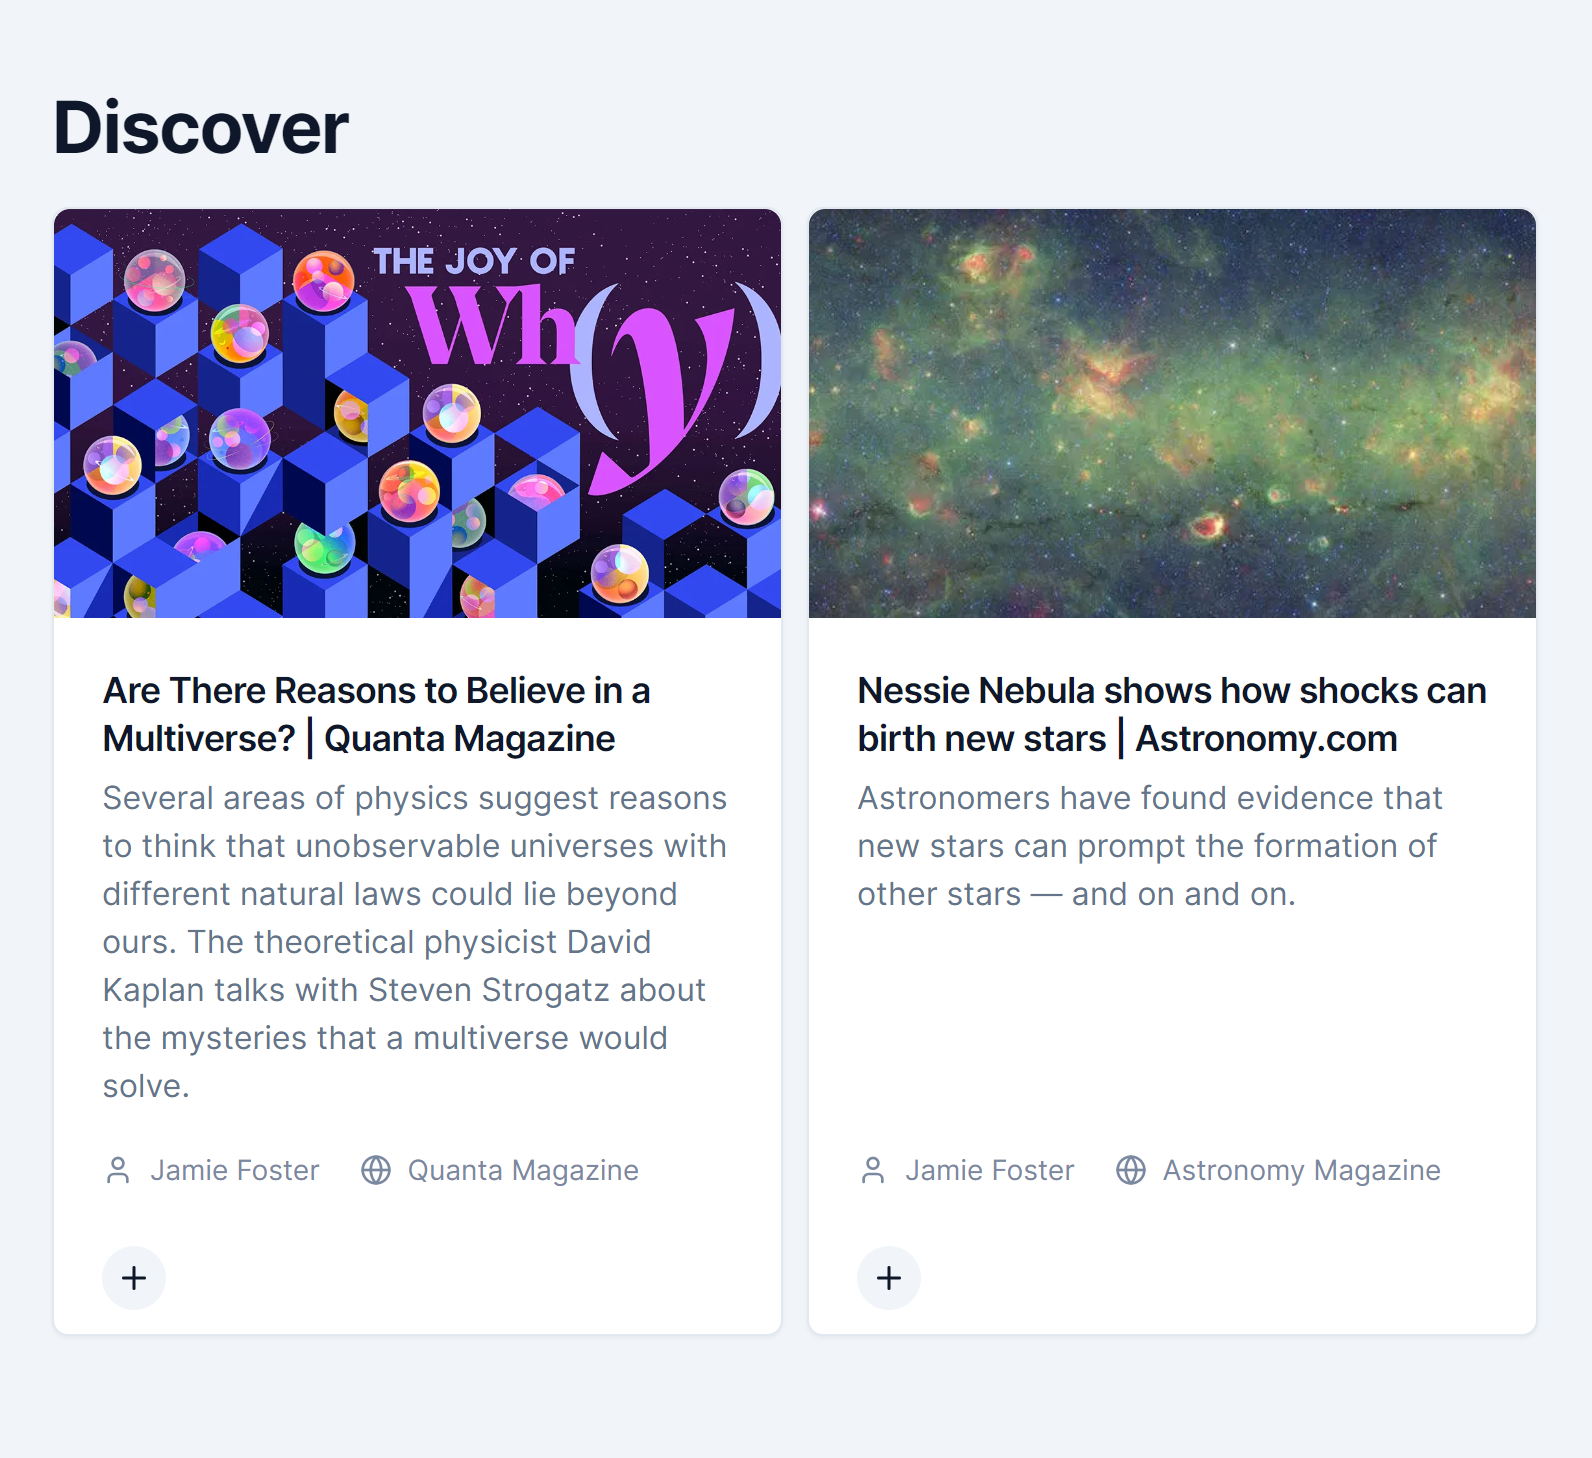 Discover
THE JOY OF
Wh(y)
Are There Reasons to Believe in a
Multiverse? | Quanta Magazine
Several areas of physics suggest reasons
to think that unobservable universes with
different natural laws could lie beyond
ours. The theoretical physicist David
Kaplan talks with Steven Strogatz about
the mysteries that a multiverse would
solve.
Jamie Foster Quanta Magazine
Nessie Nebula shows how shocks can
birth new stars | Astronomy.com
Astronomers have found evidence that
new stars can prompt the formation of
other stars — and on and on.
Jamie Foster Astronomy Magazine